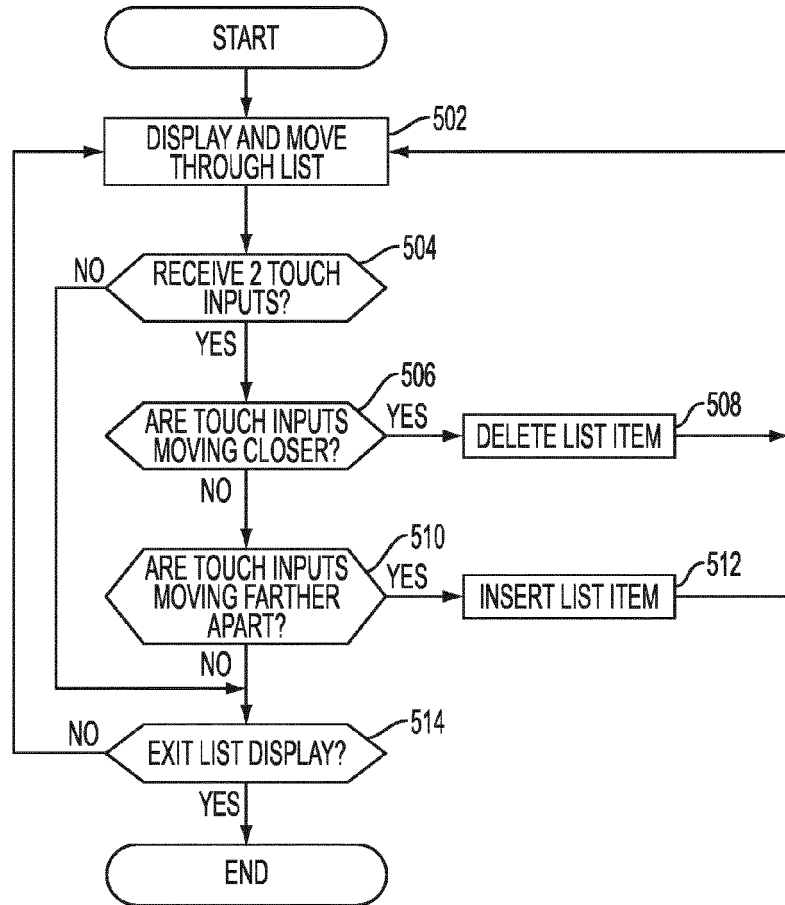 START
502
DISPLAY AND MOVE
THROUGH LIST
504
NO
RECEIVE 2 TOUCH
INPUTS?
YES
506
ARE TOUCH INPUTS
MOVING CLOSER?
YES
508
DELETE LIST ITEM
NO
510
ARE TOUCH INPUTS
MOVING FARTHER
APART?
YES
512
INSERT LIST ITEM
NO
514
NO
EXIT LIST DISPLAY?
YES
END